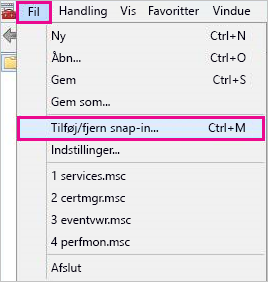 Fil Handling Vis Favoritter Vindue
Ny Ctrl+N
Åbn... Ctrl+O
Gem Ctrl+S
Gem som...
Tilføj/fjern snap-in... Ctrl+M
Indstillinger...
1 services.msc
2 certmgr.msc
3 eventvwr.msc
4 perfmon.msc
Afslut